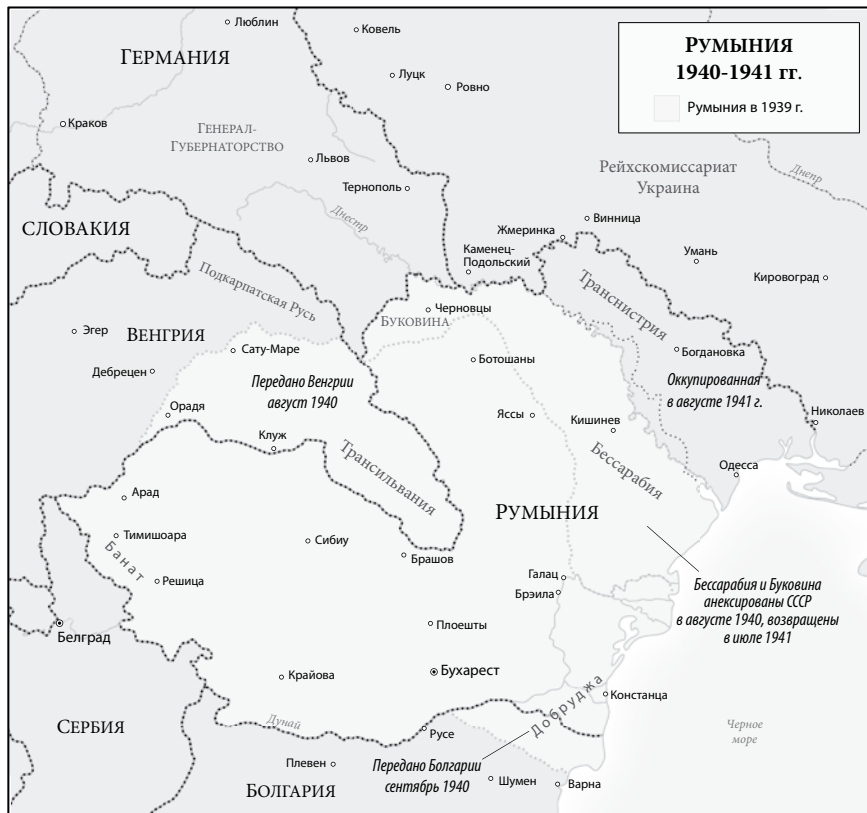 РУМЫНИЯ
1940-1941 гг.
Румыния в 1939 г.
Люблин
Ковель
ГЕРМАНИЯ
Луцк
Ровно
Краков
ГЕНЕРАЛ-
ГУБЕРНАТОРСТВО
Львов
Тернополь
Рейхскомиссариат
Украина
Днепр
Днестр
Винница
Жмеринка
СЛОВАКИЯ
Каменец-
Подольский
Умань
Кировоград
Подкарпатская Русь
Транснистрия
Черновцы
БУКОВИНА
Эгер
ВЕНГРИЯ
Сату-Маре
Богдановка
Ботошаны
Дебрецен
Передано Венгрии
август 1940
Оккупированная
в августе 1941 г.
Орадя
Яссы
Кишинев
Николаев
Клуж
Трансильвания
Бессарабия
Одесса
Арад
РУМЫНИЯ
Тимишоара
Банат
Сибиу
Брашов
Решица
Галац
Брэила
Бессарабия и Буковина
анексированы СССР
в августе 1940, возвращены
в июле 1941
Белград
Плоешты
Крайова
Бухарест
Добруджа
Констанца
СЕРБИЯ
Дунай
Русе
Черное
море
Плевен
Передано Болгарии
сентябрь 1940
Шумен
Варна
БОЛГАРИЯ